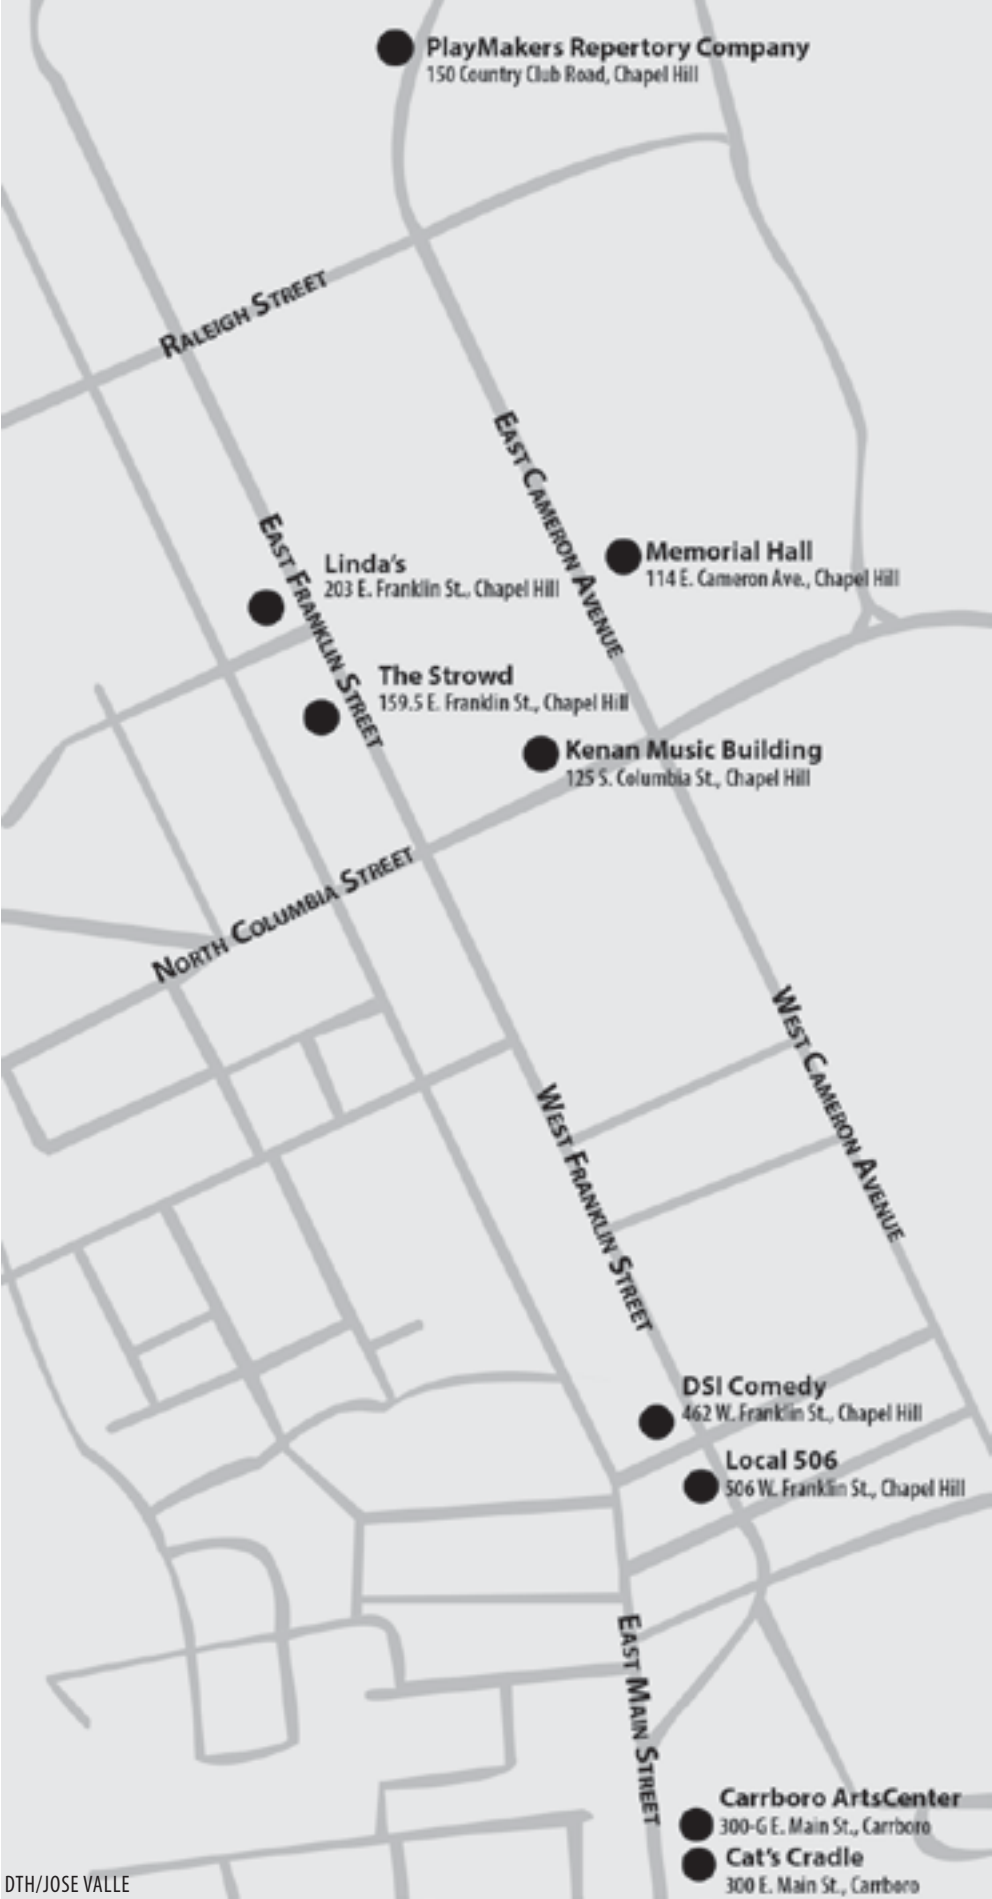 PlayMakers Repertory Company
150 Country Club Road, Chapel Hill
RALEIGH STREET
EAST CAMERON AVENUE
EAST FRANKLIN STREET
Linda's
203 E. Franklin St., Chapel Hill
Memorial Hall
114 E. Cameron Ave., Chapel Hill
The Strowd
159.5 E. Franklin St., Chapel Hill
Kenan Music Building
125 S. Columbia St., Chapel Hill
NORTH COLUMBIA STREET
WEST CAMERON AVENUE
WEST FRANKLIN STREET
DSI Comedy
462 W. Franklin St., Chapel Hill
Local 506
506 W. Franklin St., Chapel Hill
EAST MAIN STREET
Carrboro ArtsCenter
300-G E. Main St., Carrboro
Cat's Cradle
300 E. Main St., Carrboro
DTH/JOSE VALLE